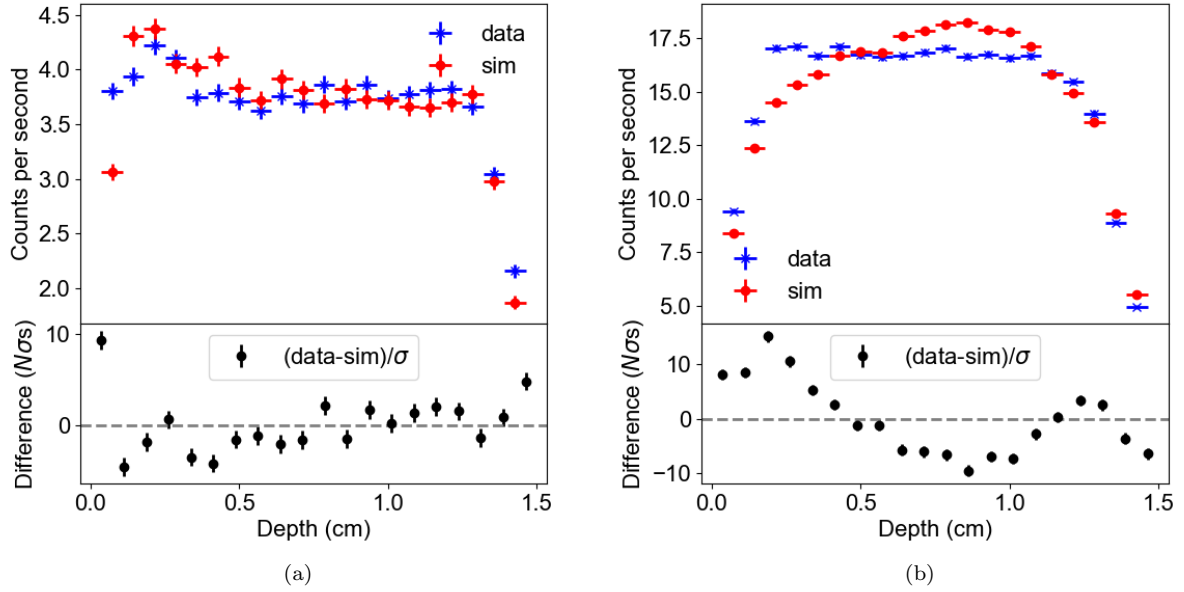 4.5
4.0
3.5
3.0
2.5
2.0
Counts per second
data
sim
10
0
Difference (Nσs)
(data-sim)/σ
0.0
0.5
1.0
1.5
Depth (cm)
(a)
17.5
15.0
12.5
10.0
7.5
5.0
Counts per second
data
sim
10
0
−10
Difference (Nσs)
(data-sim)/σ
0.0
0.5
1.0
1.5
Depth (cm)
(b)